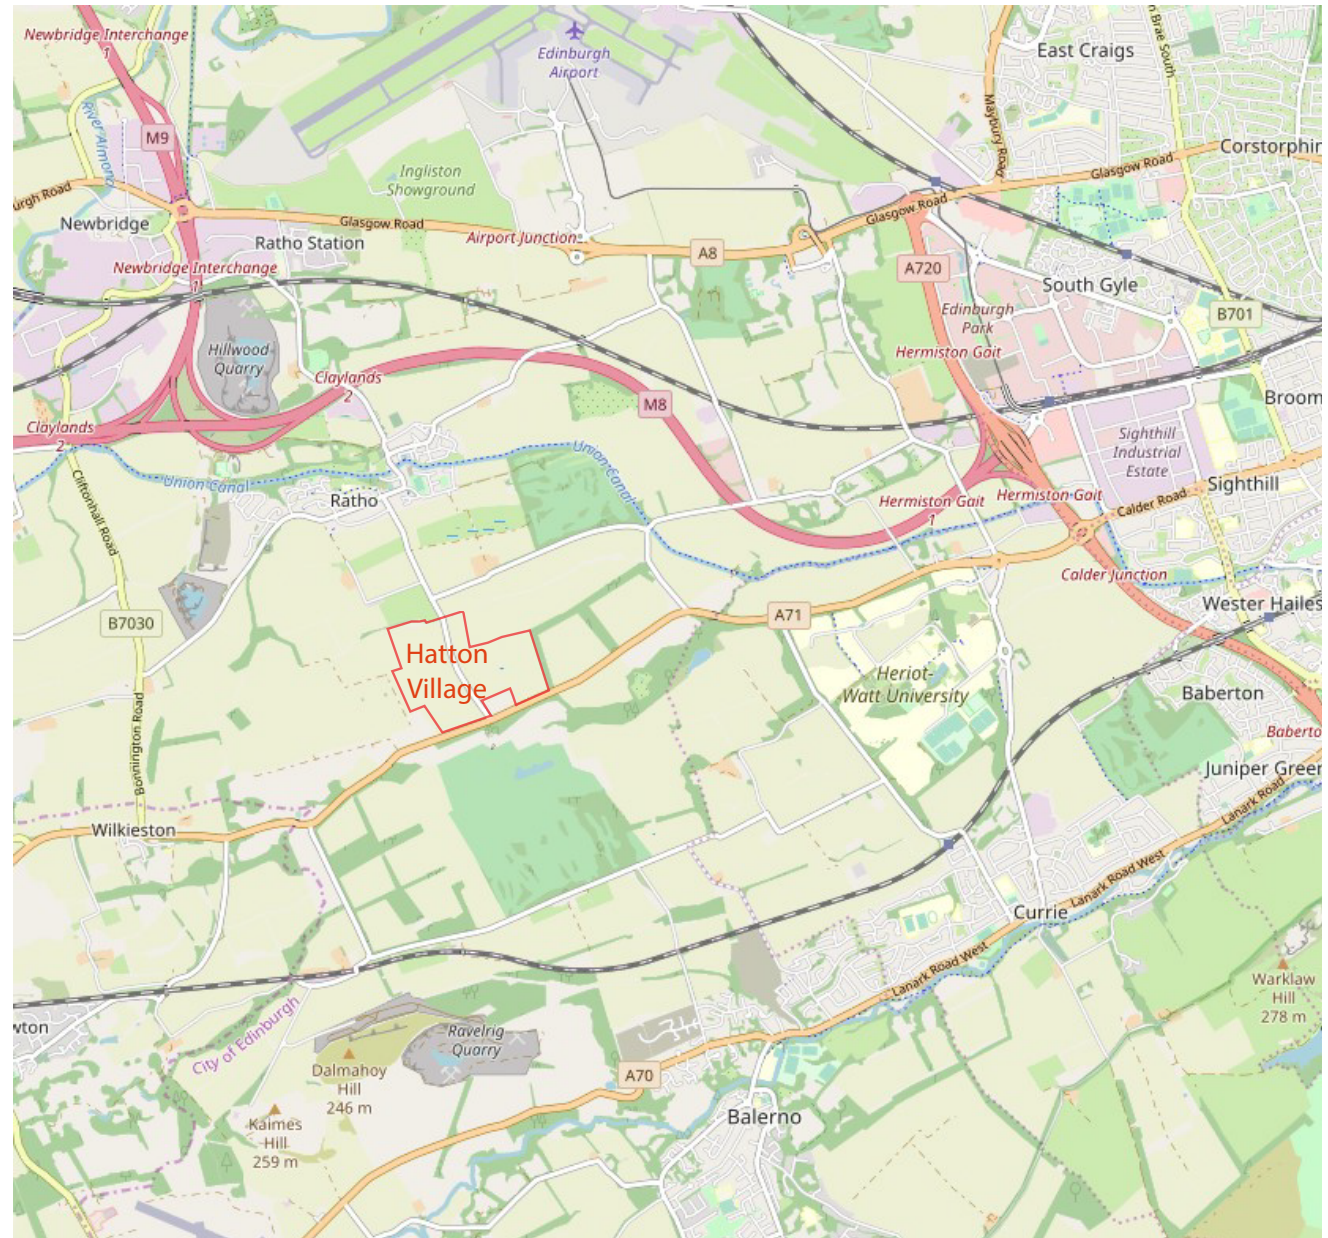 Newbridge Interchange
1
Edinburgh
Airport
East Craigs
Brae South
River Almond
M9
Maybury Road
Corstorphin
Ingliston
Showground
Glasgow Road
urgh Road
Newbridge
Glasgow Road
Glasgow Road
Ratho Station
Airport Junction
A8
Newbridge Interchange
1
A720
South Gyle
Edinburgh
Park
B701
Hillwood
Quarry
Hermiston Gait
Claylands
2
M8
Broom
Claylands
2
Sighthill
Industrial
Estate
Union Canal
Union Canal
Ratho
Sighthill
Hermiston Gait
1
Hermiston Gait
Calder Road
Cliftonhall Road
Calder Junction
B7030
A71
Wester Hailes
Hatton
Village
Heriot-
Watt University
Baberton
Bonnington Road
Baberto
Juniper Green
Wilkieston
Lanark Road
Lanark Road West
Currie
Lanark Road West
Warklaw
Hill
278 m
wton
City of Edinburgh
Ravelrig
Quarry
Dalmahoy
Hill
246 m
A70
Kaimes
Hill
259 m
Balerno